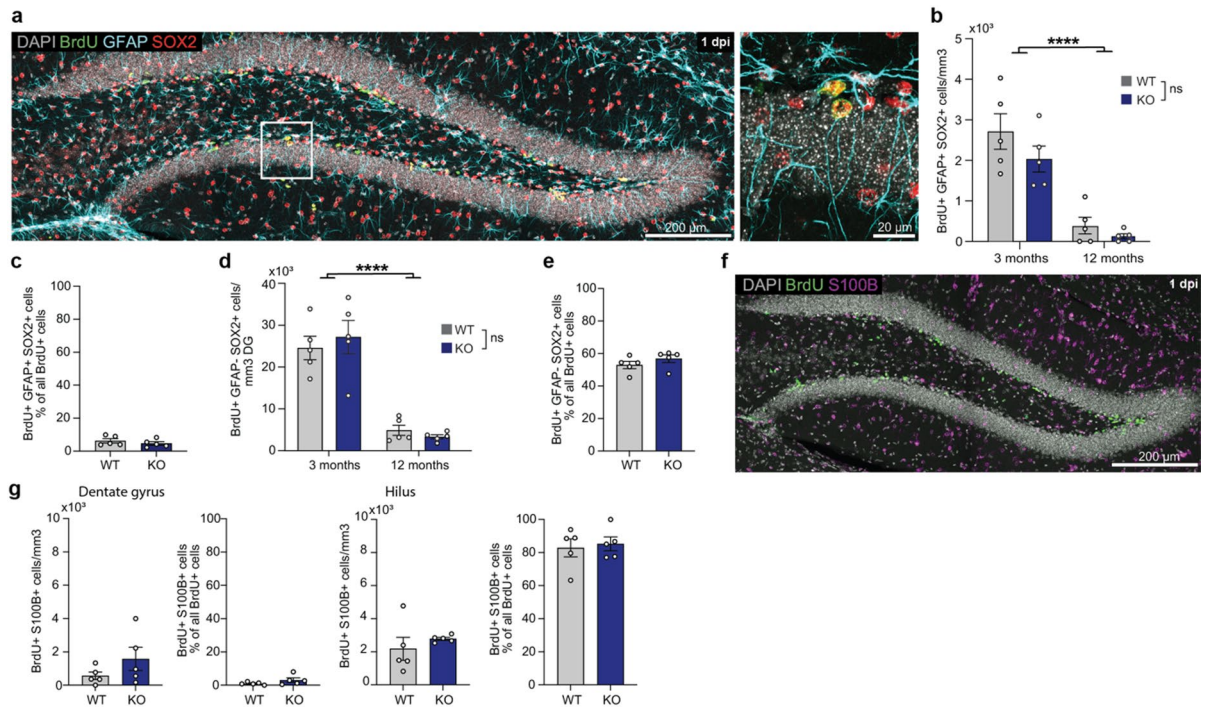 a
DAPI BrdU GFAP SOX2
1 dpi
200 µm
20 µm
b
x10³
BrdU+ GFAP+ SOX2+ cells/mm3
5
4
3
2
1
0
****
WT
KO
ns
3 months
12 months
c
BrdU+ GFAP+ SOX2+ cells
% of all BrdU+ cells
100
80
60
40
20
0
WT
KO
d
x10³
BrdU+ GFAP- SOX2+ cells/
mm3 DG
40
30
20
10
0
****
WT
KO
ns
3 months
12 months
e
BrdU+ GFAP- SOX2+ cells
% of all BrdU+ cells
100
80
60
40
20
0
WT
KO
f
DAPI BrdU S100B
1 dpi
200 µm
g
Dentate gyrus
x10³
BrdU+ S100B+ cells/mm3
10
8
6
4
2
0
WT
KO
BrdU+ S100B+ cells
% of all BrdU+ cells
100
80
60
40
20
0
WT
KO
Hilus
x10³
BrdU+ S100B+ cells/mm3
10
8
6
4
2
0
WT
KO
BrdU+ S100B+ cells
% of all BrdU+ cells
100
80
60
40
20
0
WT
KO